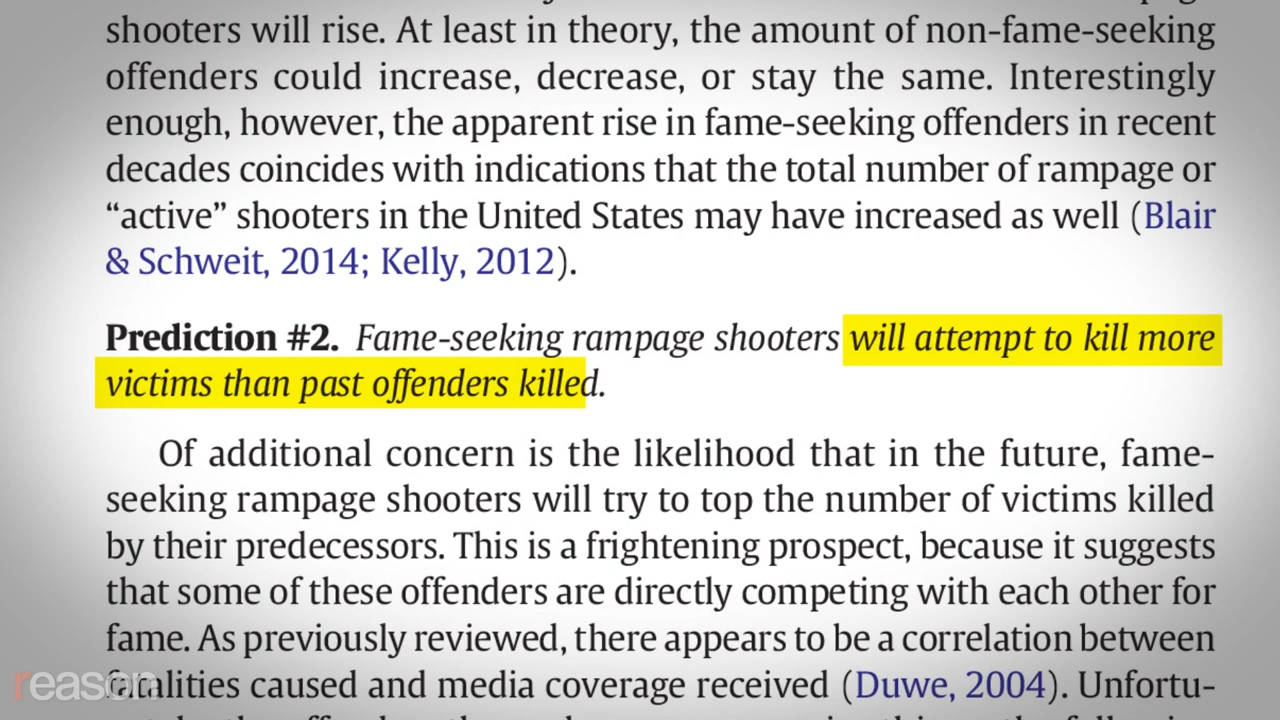 shooters will rise. At least in theory, the amount of non-fame-seeking
offenders could increase, decrease, or stay the same. Interestingly
enough, however, the apparent rise in fame-seeking offenders in recent
decades coincides with indications that the total number of rampage or
“active” shooters in the United States may have increased as well (Blair
& Schweit, 2014; Kelly, 2012).
Prediction #2. Fame-seeking rampage shooters will attempt to kill more
victims than past offenders killed.
Of additional concern is the likelihood that in the future, fame-
seeking rampage shooters will try to top the number of victims killed
by their predecessors. This is a frightening prospect, because it suggests
that some of these offenders are directly competing with each other for
fame. As previously reviewed, there appears to be a correlation between
fatalities caused and media coverage received (Duwe, 2004). Unfortu-
reason